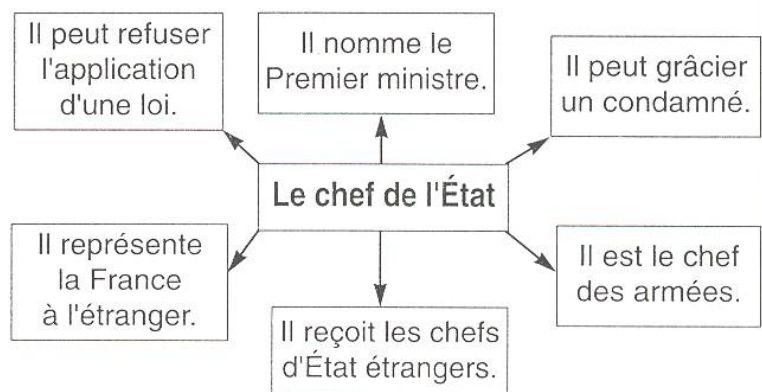 Il peut refuser
l'application
d'une loi.
Il nomme le
Premier ministre.
Il peut grâcier
un condamné.
Le chef de l'État
Il représente
la France
à l'étranger.
Il reçoit les chefs
d'État étrangers.
Il est le chef
des armées.